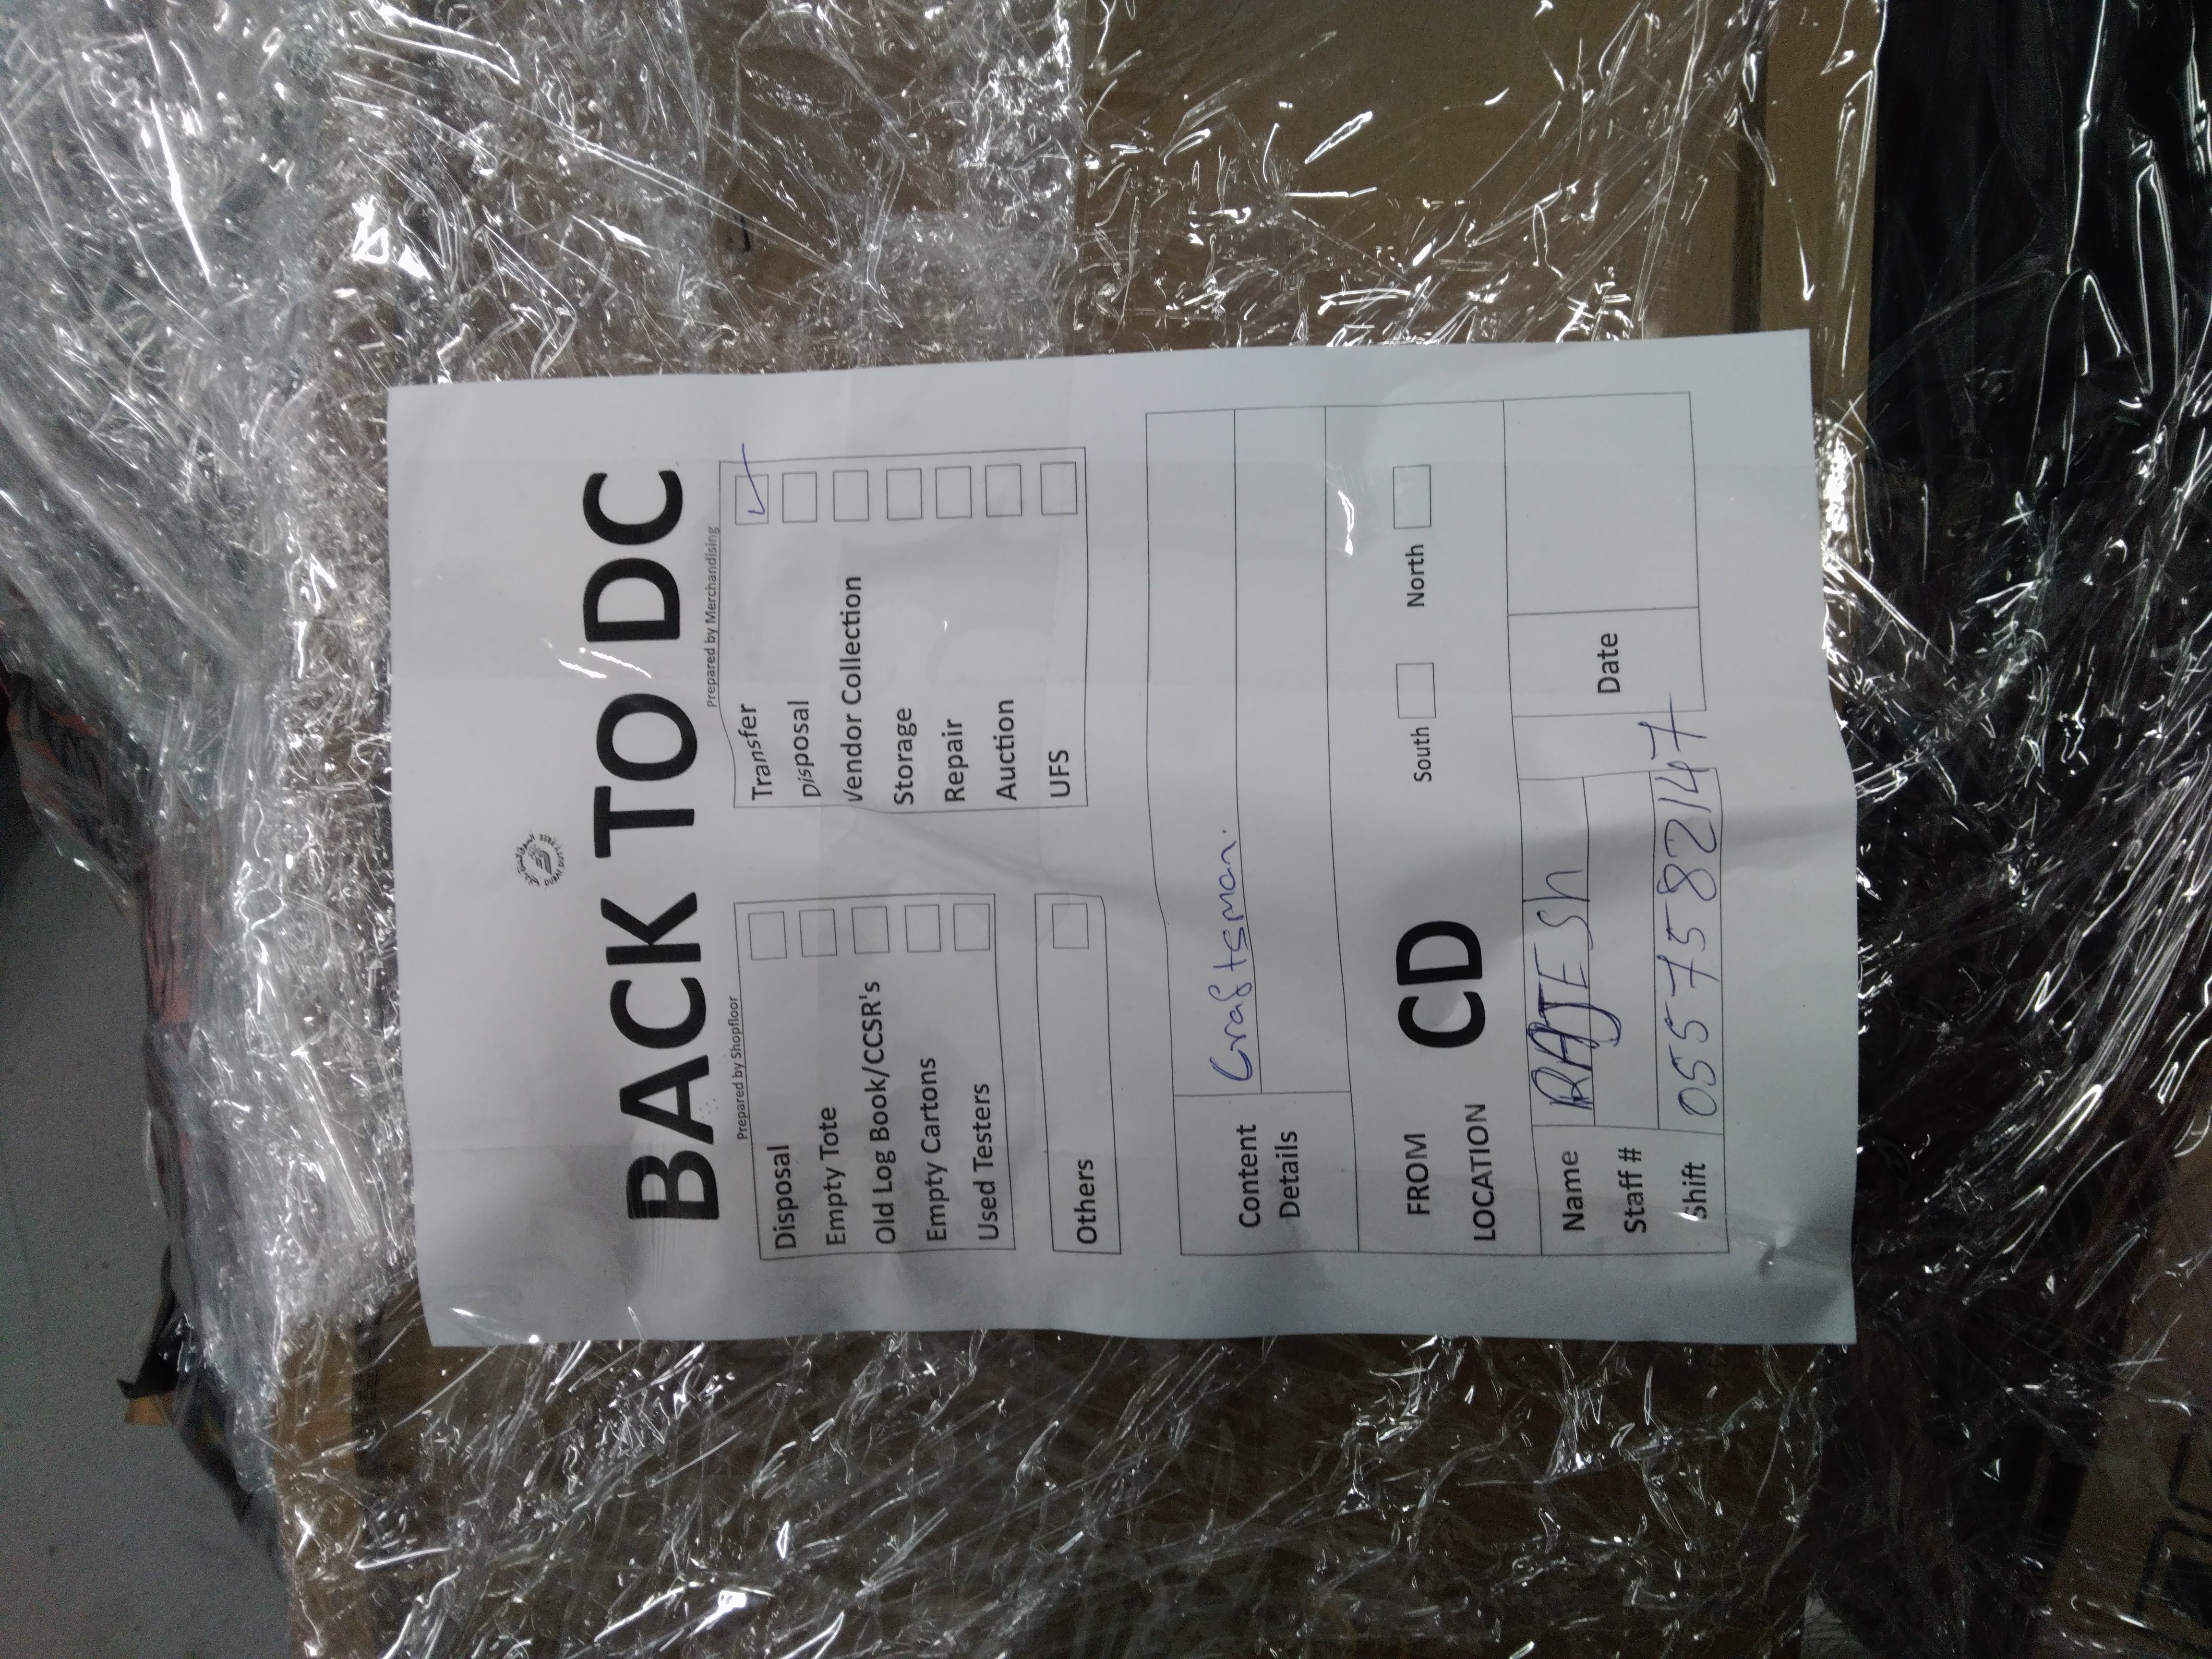 BACK TO DC
Prepared by Shopfloor
Disposal
Empty Tote
Old Log Book/CCSR's
Empty Cartons
Used Testers
Others
Prepared by Merchandising
Transfer ✓
Disposal
Vendor Collection
Storage
Repair
Auction
UFS
Content Details
Craftsman.
FROM LOCATION
CD
South North
Name RAJESh
Staff #
Shift 0557582147
Date